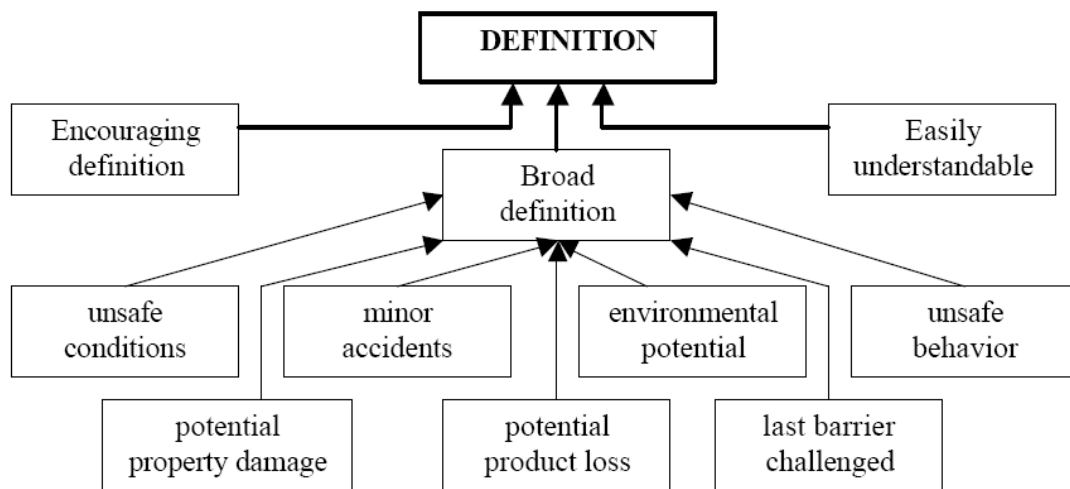 DEFINITION
Encouraging
definition
Easily
understandable
Broad
definition
unsafe
conditions
minor
accidents
environmental
potential
unsafe
behavior
potential
property damage
potential
product loss
last barrier
challenged